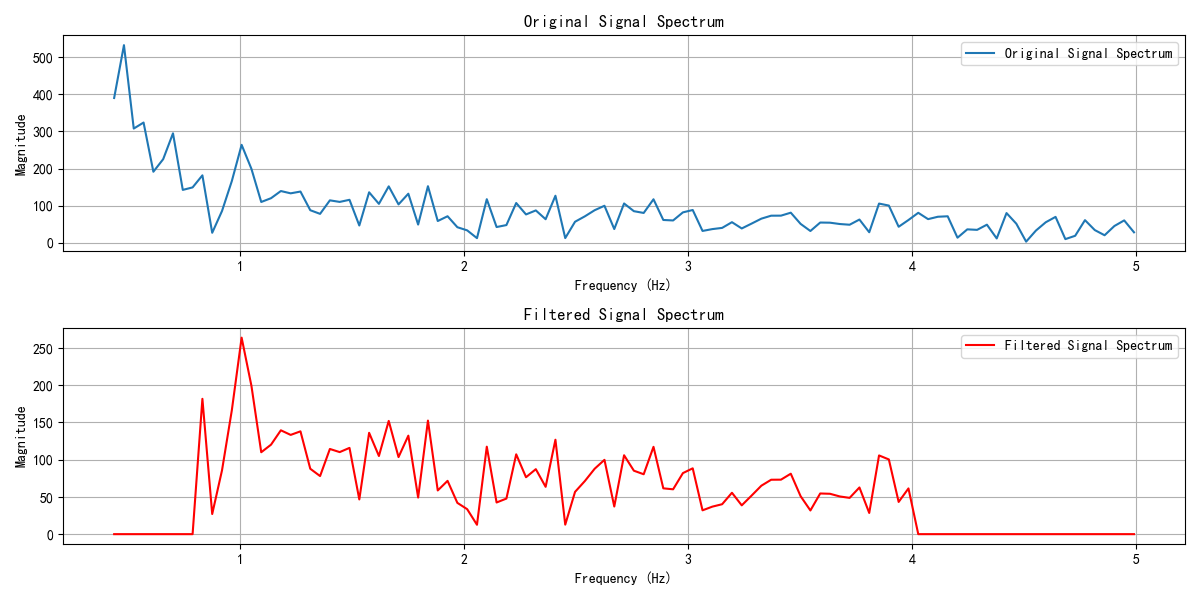 Original Signal Spectrum
Original Signal Spectrum
Magnitude
500
400
300
200
100
0
1 2 3 4 5
Frequency (Hz)
Filtered Signal Spectrum
Filtered Signal Spectrum
Magnitude
250
200
150
100
50
0
1 2 3 4 5
Frequency (Hz)